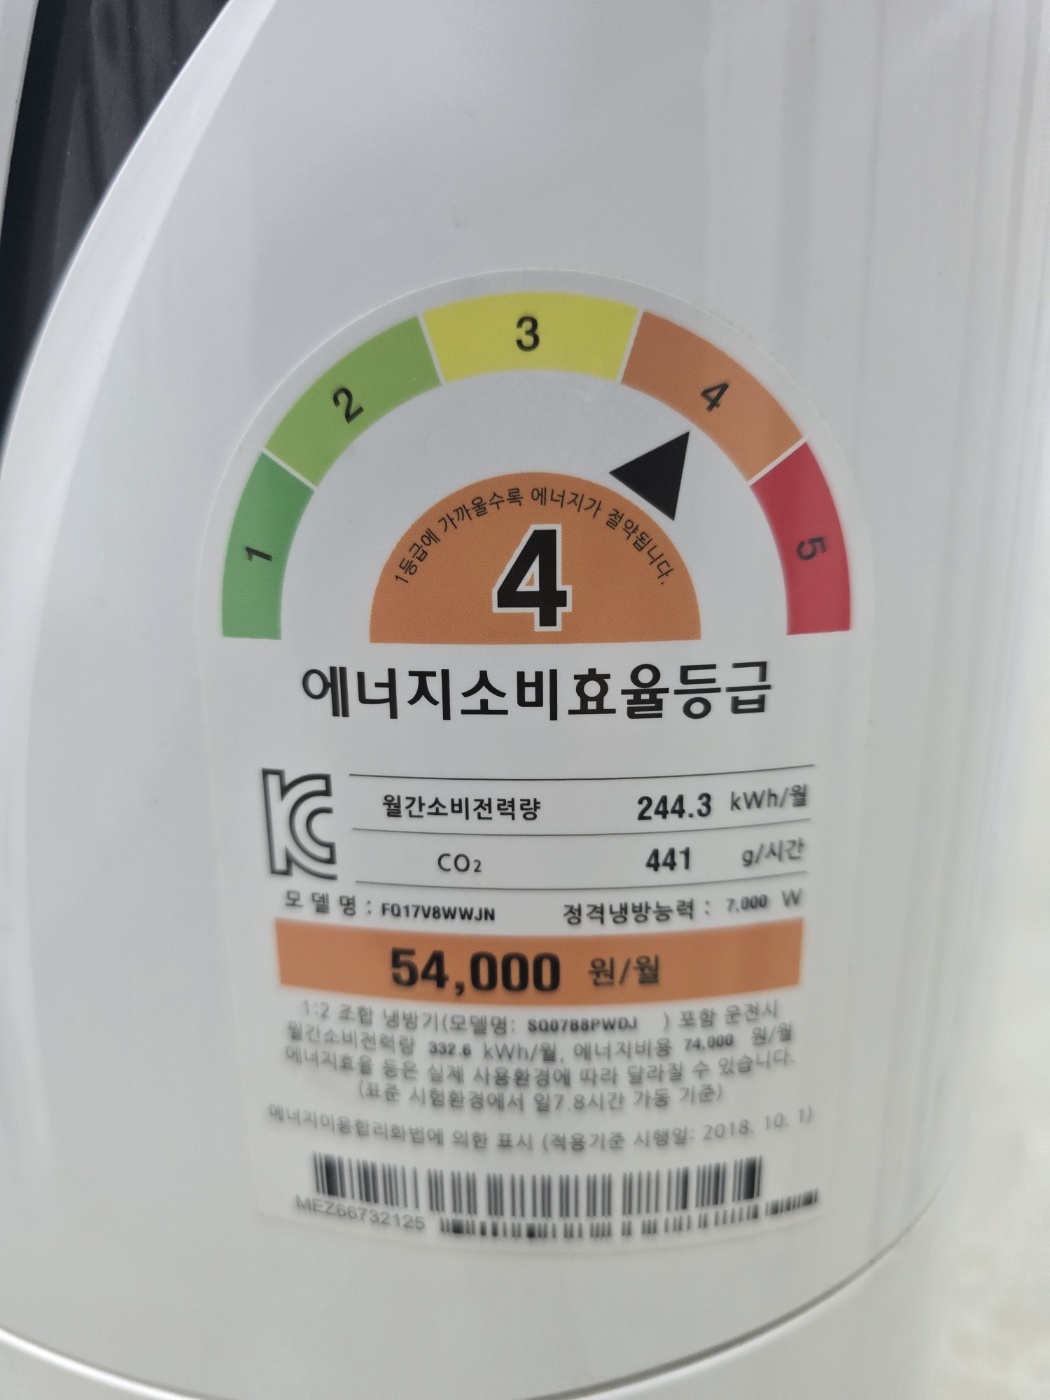 1
2
3
4
5
1등급에 가까울수록 에너지가 절약됩니다.
4
에너지소비효율등급
월간소비전력량 244.3 kWh/월
CO₂ 441 g/시간
모델명 : FQ17V8WWJN 정격냉방능력 : 7,000 W
54,000 원/월
1:2 조합 냉방기(모델명: SQ07B8PWDJ ) 포함 운전시
월간소비전력량 332.6 kWh/월, 에너지비용 74,000 원/월
에너지효율 등은 실제 사용환경에 따라 달라질 수 있습니다.
(표준 시험환경에서 일7.8시간 가동 기준)
에너지이용합리화법에 의한 표시 (적용기준 시행일: 2018. 10. 1)
MEZ66732125